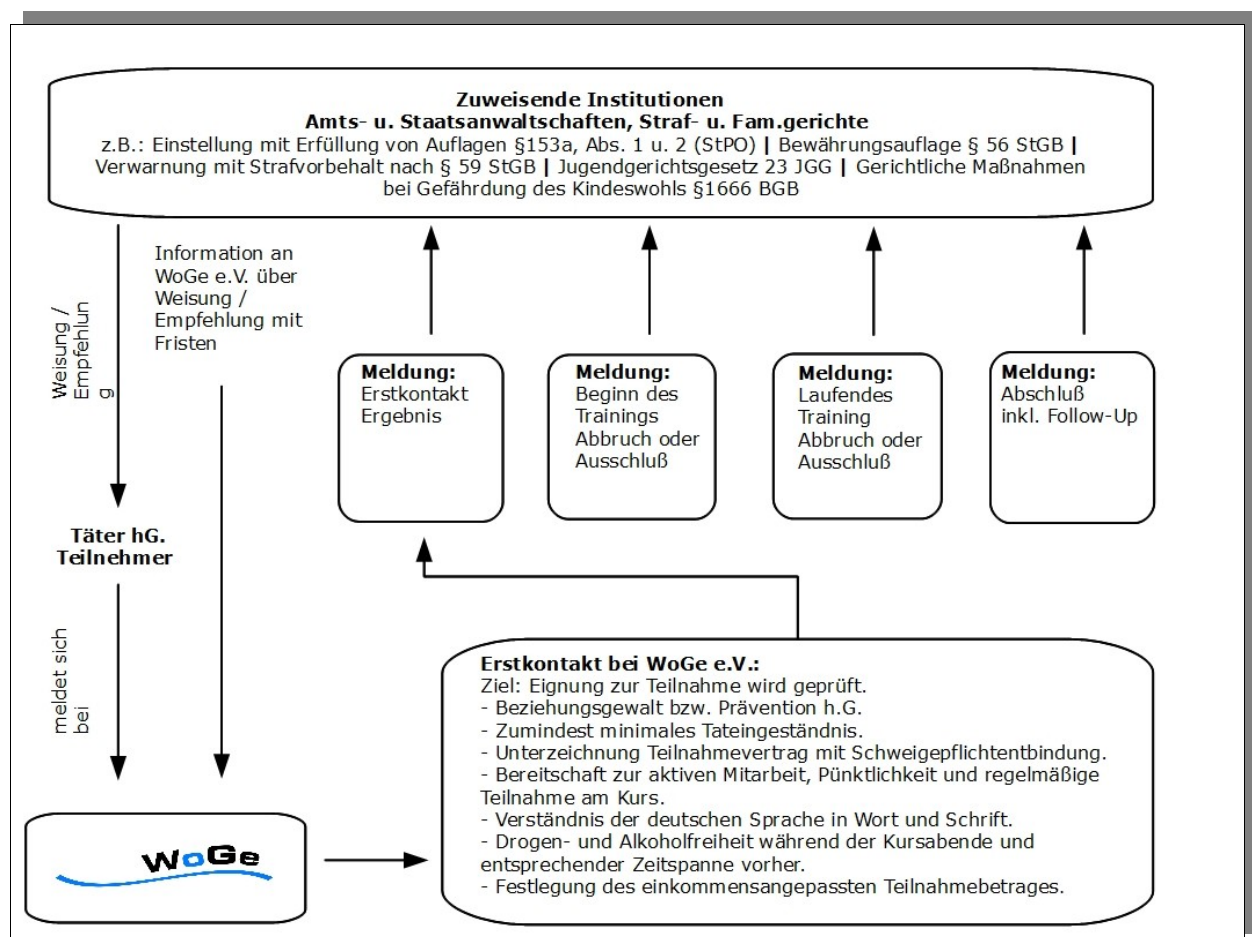 Zuweisende Institutionen
Amts- u. Staatsanwaltschaften, Straf- u. Fam.gerichte
z.B.: Einstellung mit Erfüllung von Auflagen §153a, Abs. 1 u. 2 (StPO) | Bewährungsauflage § 56 StGB |
Verwarnung mit Strafvorbehalt nach § 59 StGB | Jugendgerichtsgesetz 23 JGG | Gerichtliche Maßnahmen
bei Gefährdung des Kindeswohls §1666 BGB
Weisung /
Empfehlun
g
Information an
WoGe e.V. über
Weisung /
Empfehlung mit
Fristen
Meldung:
Erstkontakt
Ergebnis
Meldung:
Beginn des
Trainings
Abbruch oder
Ausschluß
Meldung:
Laufendes
Training
Abbruch oder
Ausschluß
Meldung:
Abschluß
inkl. Follow-Up
Täter hG.
Teilnehmer
meldet sich
bei
WoGe
Erstkontakt bei WoGe e.V.:
Ziel: Eignung zur Teilnahme wird geprüft.
- Beziehungsgewalt bzw. Prävention h.G.
- Zumindest minimales Tateingeständnis.
- Unterzeichnung Teilnahmevertrag mit Schweigepflichtentbindung.
- Bereitschaft zur aktiven Mitarbeit, Pünktlichkeit und regelmäßige
Teilnahme am Kurs.
- Verständnis der deutschen Sprache in Wort und Schrift.
- Drogen- und Alkoholfreiheit während der Kursabende und
entsprechender Zeitspanne vorher.
- Festlegung des einkommensangepassten Teilnahmebetrages.